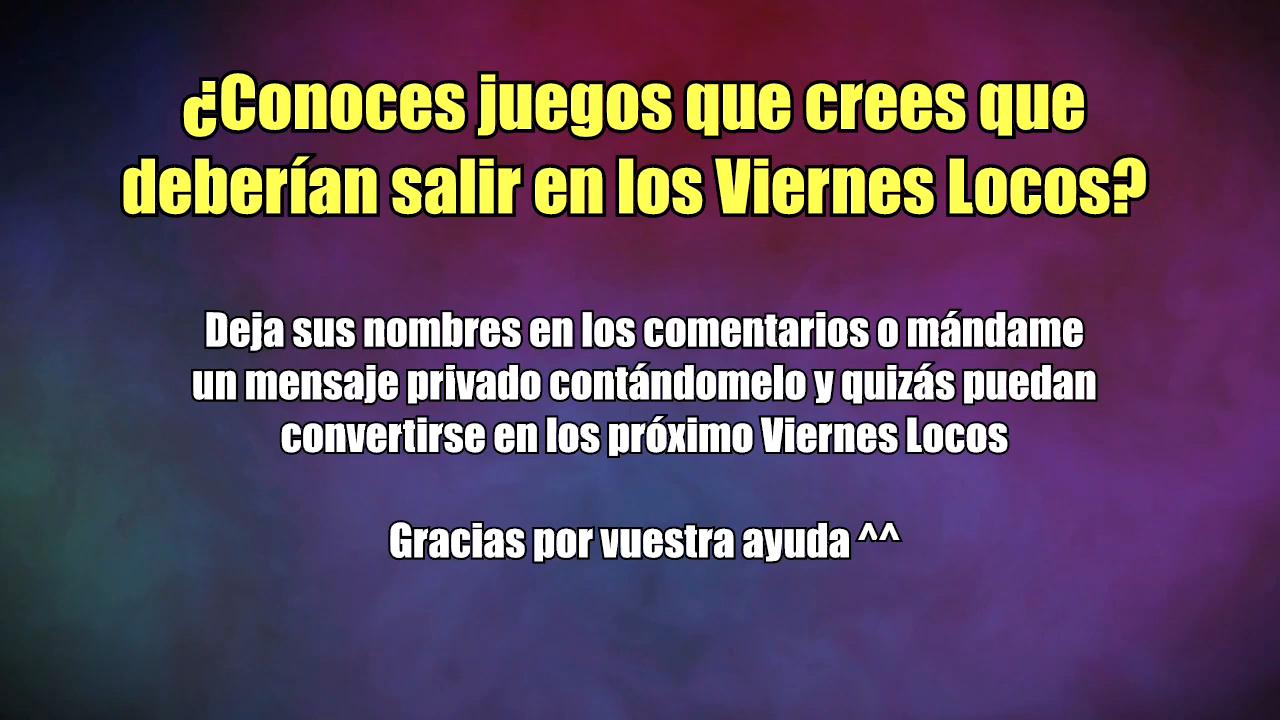 ¿Conoces juegos que crees que
deberían salir en los Viernes Locos?
Deja sus nombres en los comentarios o mándame
un mensaje privado contándomelo y quizás puedan
convertirse en los próximo Viernes Locos
Gracias por vuestra ayuda ^^